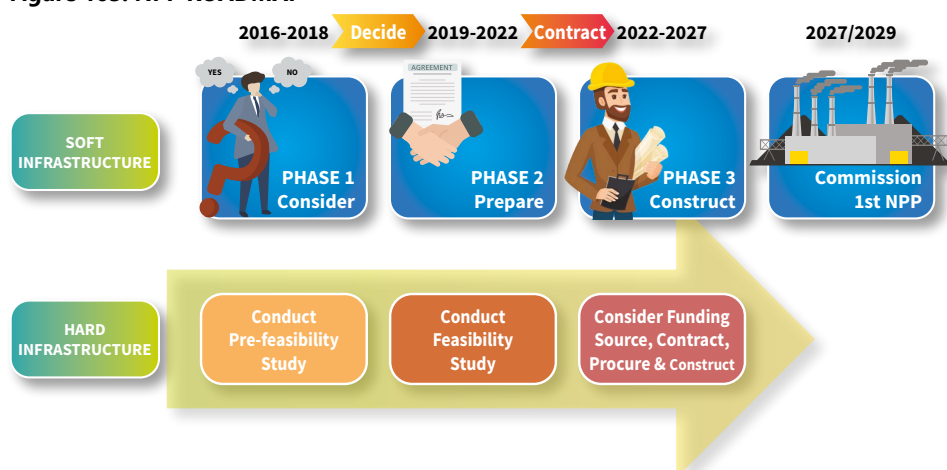 2016-2018 Decide 2019-2022 Contract 2022-2027 2027/2029
YES
NO
AGREEMENT
SOFT
INFRASTRUCTURE
PHASE 1
Consider
PHASE 2
Prepare
PHASE 3
Construct
Commission
1st NPP
HARD
INFRASTRUCTURE
Conduct
Pre-feasibility
Study
Conduct
Feasibility
Study
Consider Funding
Source, Contract,
Procure & Construct